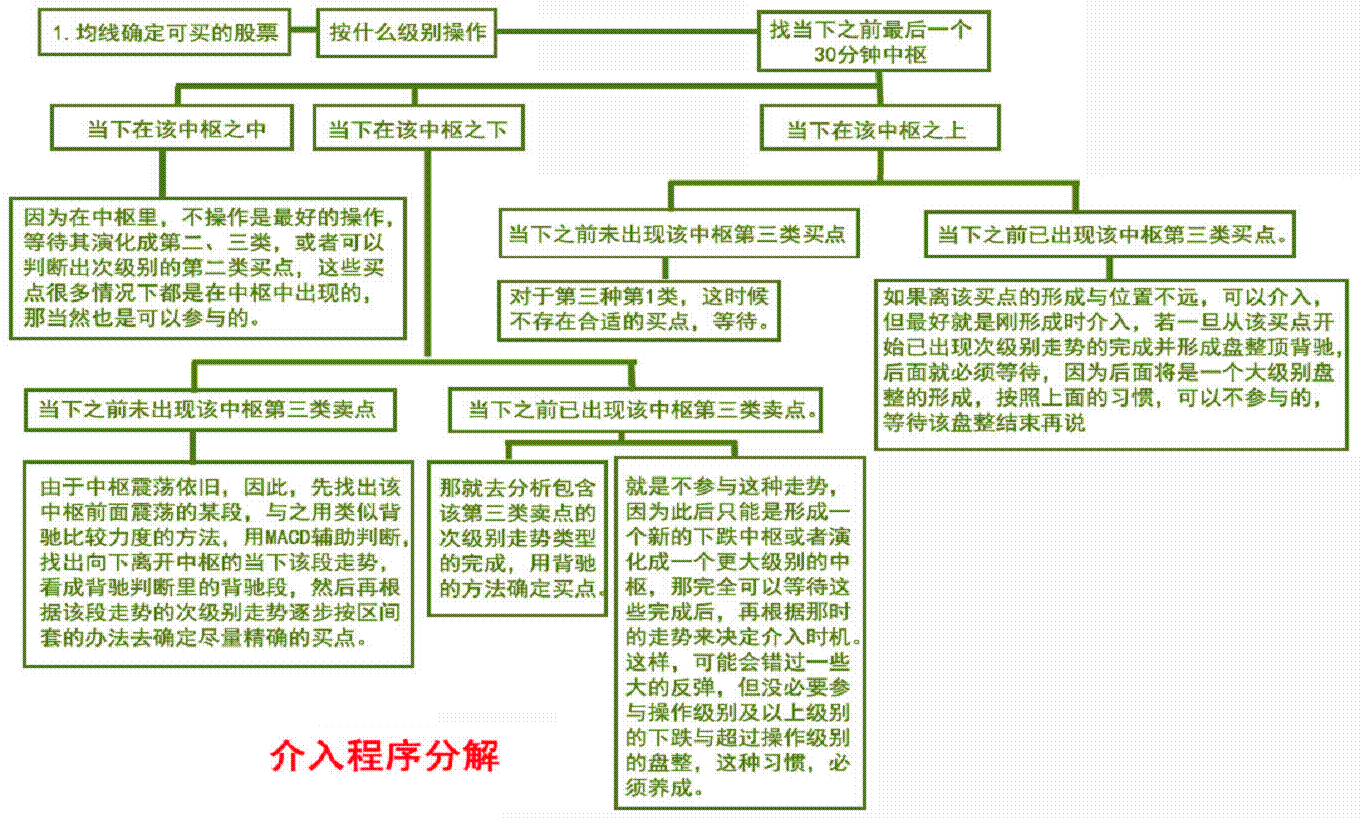 1.均线确定可买的股票
按什么级别操作
找当下之前最后一个
30分钟中枢
当下在该中枢之中
当下在该中枢之下
当下在该中枢之上
因为在中枢里，不操作是最好的操作，
等待其演化成第二、三类，或者可以
判断出次级别的第二类买点，这些买
点很多情况下都是在中枢中出现的，
那当然也是可以参与的。
当下之前未出现该中枢第三类买点
当下之前已出现该中枢第三类买点。
对于第三种第1类，这时候
不存在合适的买点，等待。
如果离该买点的形成与位置不远，可以介入，
但最好就是刚形成时介入，若一旦从该买点开
始已出现次级别走势的完成并形成盘整顶背驰，
后面就必须等待，因为后面将是一个大级别盘
整的形成，按照上面的习惯，可以不参与的，
等待该盘整结束再说
当下之前未出现该中枢第三类卖点
当下之前已出现该中枢第三类卖点。
由于中枢震荡依旧，因此，先找出该
中枢前面震荡的某段，与之用类似背
驰比较力度的方法，用MACD辅助判断，
找出向下离开中枢的当下该段走势，
看成背驰判断里的背驰段，然后再根
据该段走势的次级别走势逐步按区间
套的办法去确定尽量精确的买点。
那就去分析包含
该第三类卖点的
次级别走势类型
的完成，用背驰
的方法确定买点。
就是不参与这种走势，
因为此后只能是形成一
个新的下跌中枢或者演
化成一个更大级别的中
枢，那完全可以等待这
些完成后，再根据那时
的走势来决定介入时机。
这样，可能会错过一些
大的反弹，但没必要参
与操作级别及以上级别
的下跌与超过操作级别
的盘整，这种习惯，必
须养成。
介入程序分解